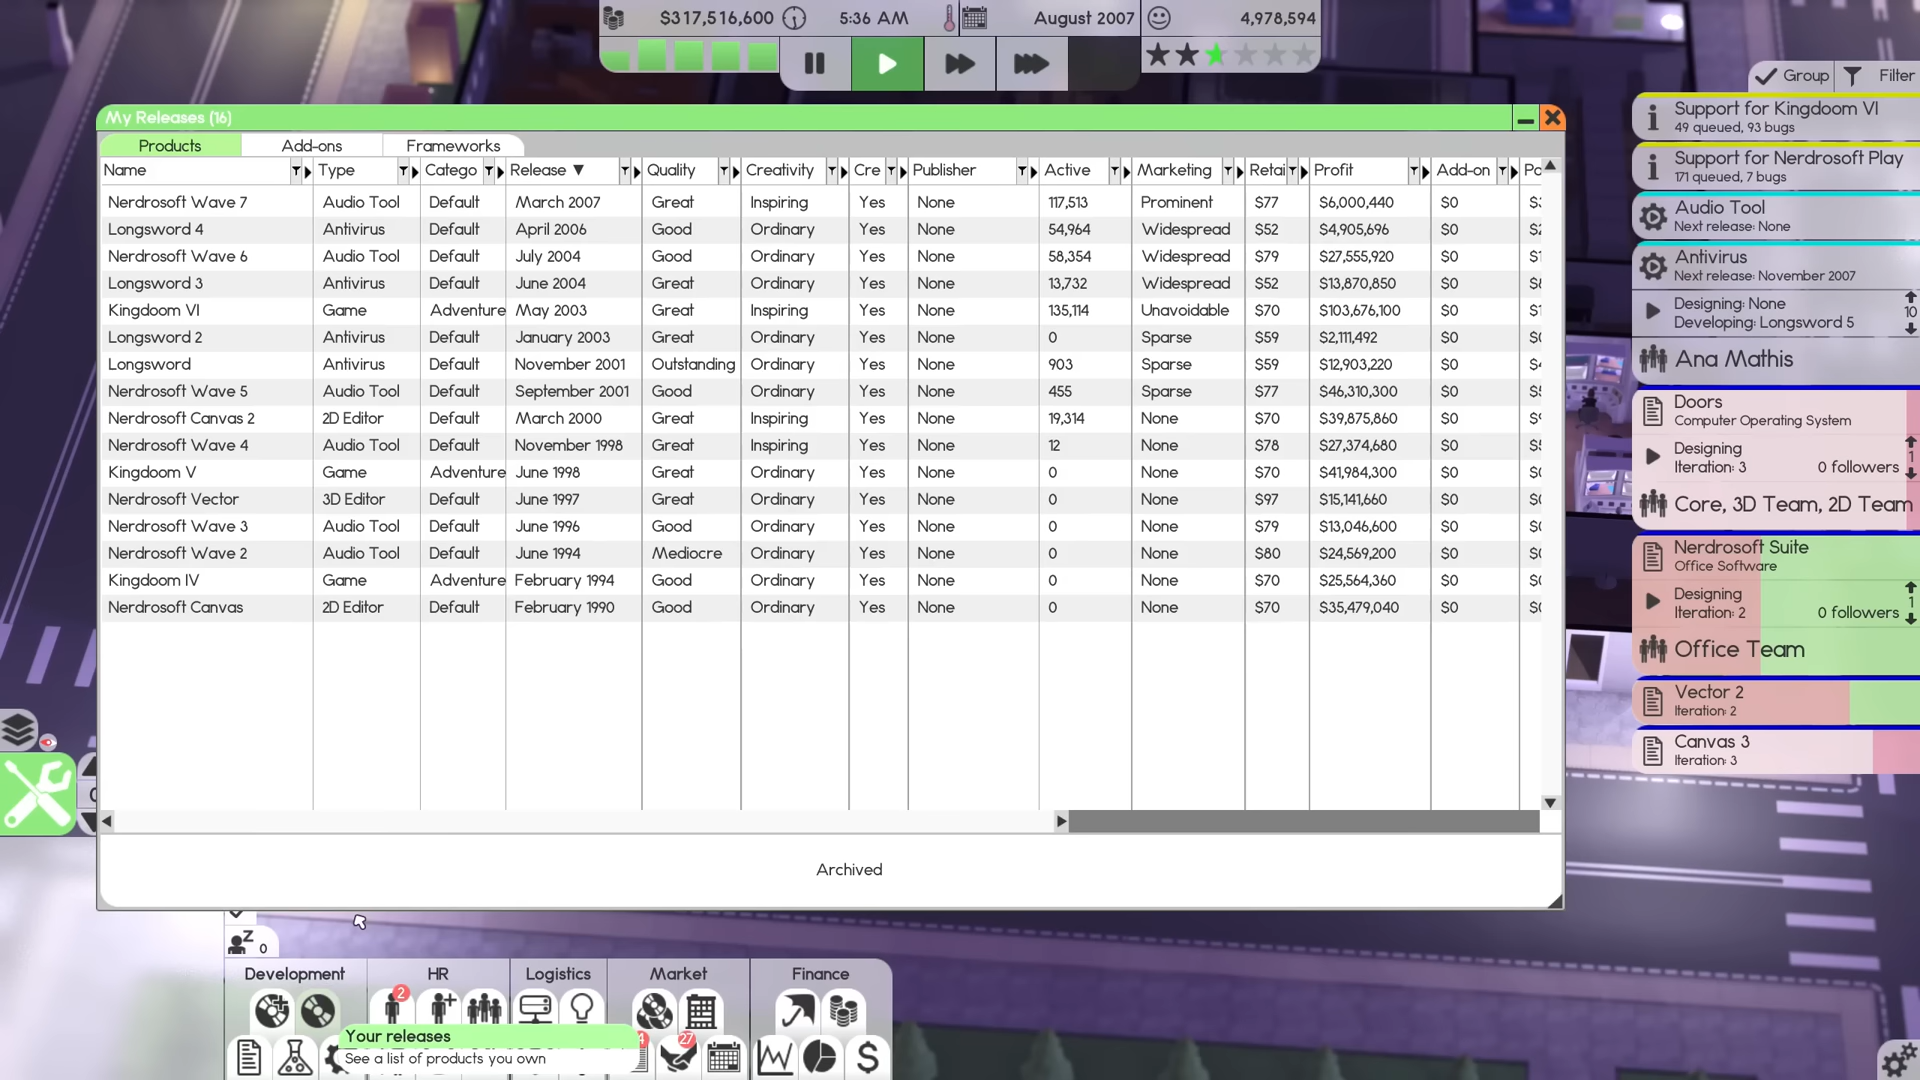 $317,516,600 5:36 AM August 2007 4,978,594
Group Filter
My Releases (16)
Products Add-ons Frameworks
Name Type Catego Release ▼ Quality Creativity Cre Publisher Active Marketing Retai Profit Add-on Po
Nerdrosoft Wave 7 Audio Tool Default March 2007 Great Inspiring Yes None 117,513 Prominent $77 $6,000,440 $0
Longsword 4 Antivirus Default April 2006 Good Ordinary Yes None 54,964 Widespread $52 $4,905,696 $0
Nerdrosoft Wave 6 Audio Tool Default July 2004 Good Ordinary Yes None 58,354 Widespread $79 $27,555,920 $0
Longsword 3 Antivirus Default June 2004 Great Ordinary Yes None 13,732 Widespread $52 $13,870,850 $0
Kingdoom VI Game Adventure May 2003 Great Inspiring Yes None 135,114 Unavoidable $70 $103,676,100 $0
Longsword 2 Antivirus Default January 2003 Great Ordinary Yes None 0 Sparse $59 $2,111,492 $0
Longsword Antivirus Default November 2001 Outstanding Ordinary Yes None 903 Sparse $59 $12,903,220 $0
Nerdrosoft Wave 5 Audio Tool Default September 2001 Good Ordinary Yes None 455 Sparse $77 $46,310,300 $0
Nerdrosoft Canvas 2 2D Editor Default March 2000 Great Inspiring Yes None 19,314 None $70 $39,875,860 $0
Nerdrosoft Wave 4 Audio Tool Default November 1998 Great Inspiring Yes None 12 None $78 $27,374,680 $0
Kingdoom V Game Adventure June 1998 Great Ordinary Yes None 0 None $70 $41,984,300 $0
Nerdrosoft Vector 3D Editor Default June 1997 Great Ordinary Yes None 0 None $97 $15,141,660 $0
Nerdrosoft Wave 3 Audio Tool Default June 1996 Good Ordinary Yes None 0 None $79 $13,046,600 $0
Nerdrosoft Wave 2 Audio Tool Default June 1994 Mediocre Ordinary Yes None 0 None $80 $24,569,200 $0
Kingdoom IV Game Adventure February 1994 Good Ordinary Yes None 0 None $70 $25,564,360 $0
Nerdrosoft Canvas 2D Editor Default February 1990 Good Ordinary Yes None 0 None $70 $35,479,040 $0
Archived
Support for Kingdoom VI
49 queued, 93 bugs
Support for Nerdrosoft Play
171 queued, 7 bugs
Audio Tool
Next release: None
Antivirus
Next release: November 2007
Designing: None
Developing: Longsword 5
10
Ana Mathis
Doors
Computer Operating System
Designing
Iteration: 3 0 followers
1
Core, 3D Team, 2D Team
Nerdrosoft Suite
Office Software
Designing
Iteration: 2 0 followers
1
Office Team
Vector 2
Iteration: 2
Canvas 3
Iteration: 3
Z 0
Development HR Logistics Market Finance
2
Your releases
See a list of products you own
27